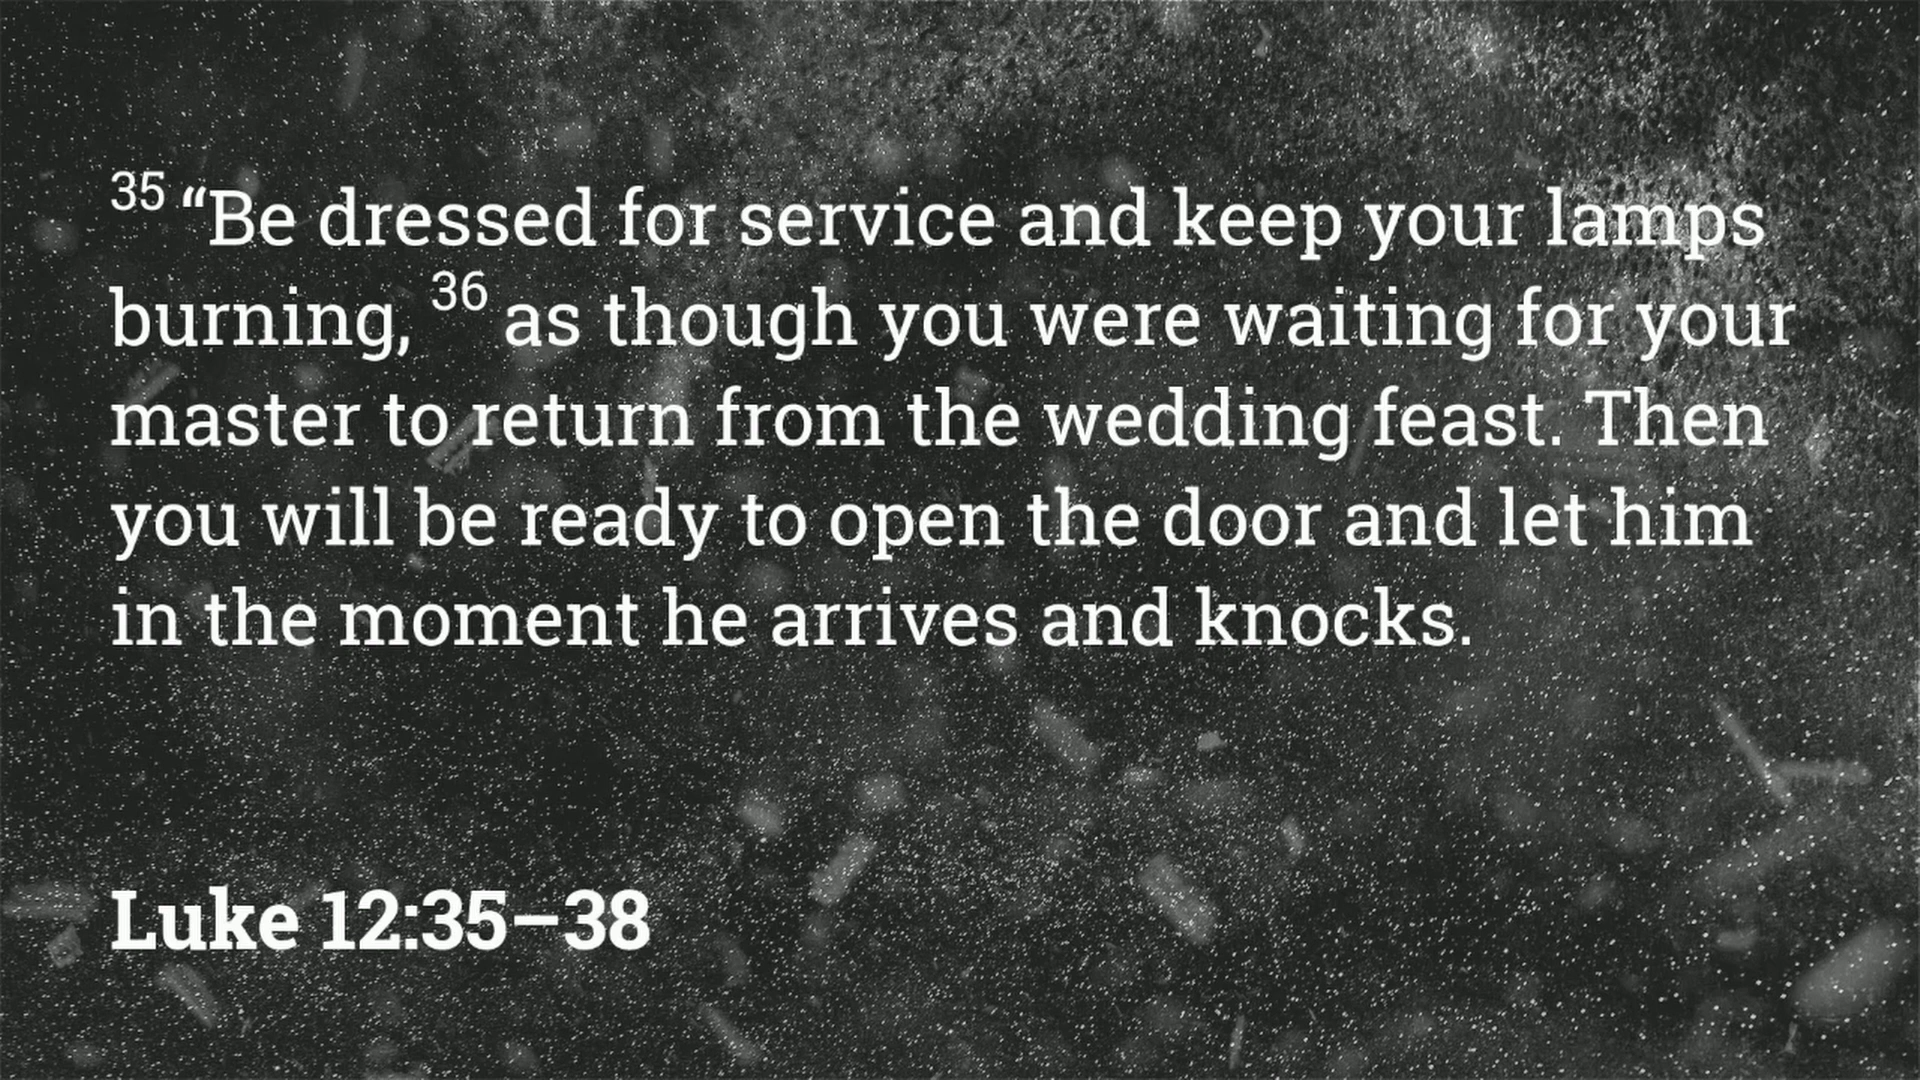 35 “Be dressed for service and keep your lamps
burning, 36 as though you were waiting for your
master to return from the wedding feast. Then
you will be ready to open the door and let him
in the moment he arrives and knocks.
Luke 12:35–38